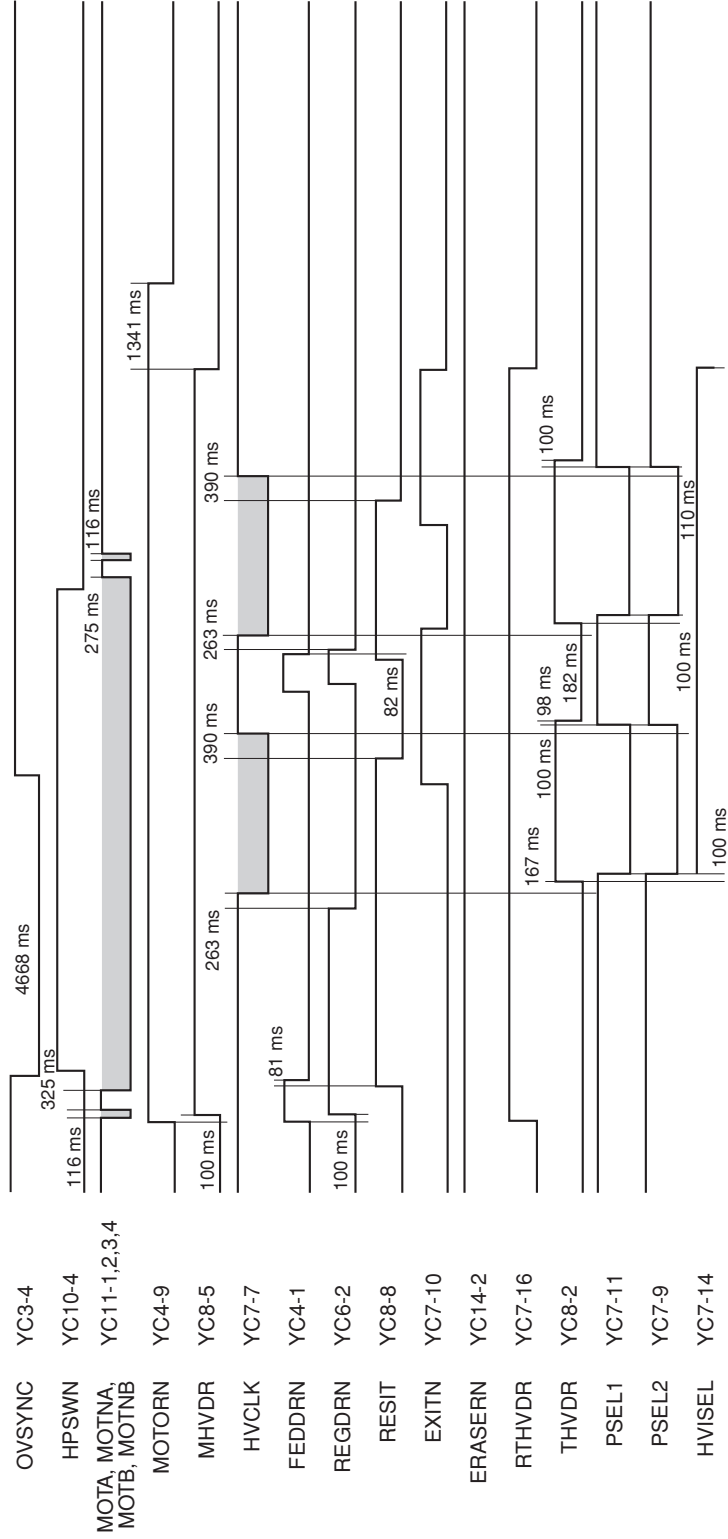 OVSYNC YC3-4
4668 ms
HPSWN YC10-4
325 ms
MOTA, MOTNA,
MOTB, MOTNB
YC11-1,2,3,4
116 ms
275 ms
116 ms
MOTORN YC4-9
1341 ms
MHVDR YC8-5
100 ms
263 ms
390 ms
263 ms
390 ms
HVCLK YC7-7
FEDDRN YC4-1
81 ms
REGDRN YC6-2
100 ms
RESIT YC8-8
82 ms
EXITN YC7-10
ERASERN YC14-2
RTHVDR YC7-16
THVDR YC8-2
167 ms
100 ms
98 ms
182 ms
100 ms
PSEL1 YC7-11
PSEL2 YC7-9
100 ms
110 ms
HVISEL YC7-14
100 ms